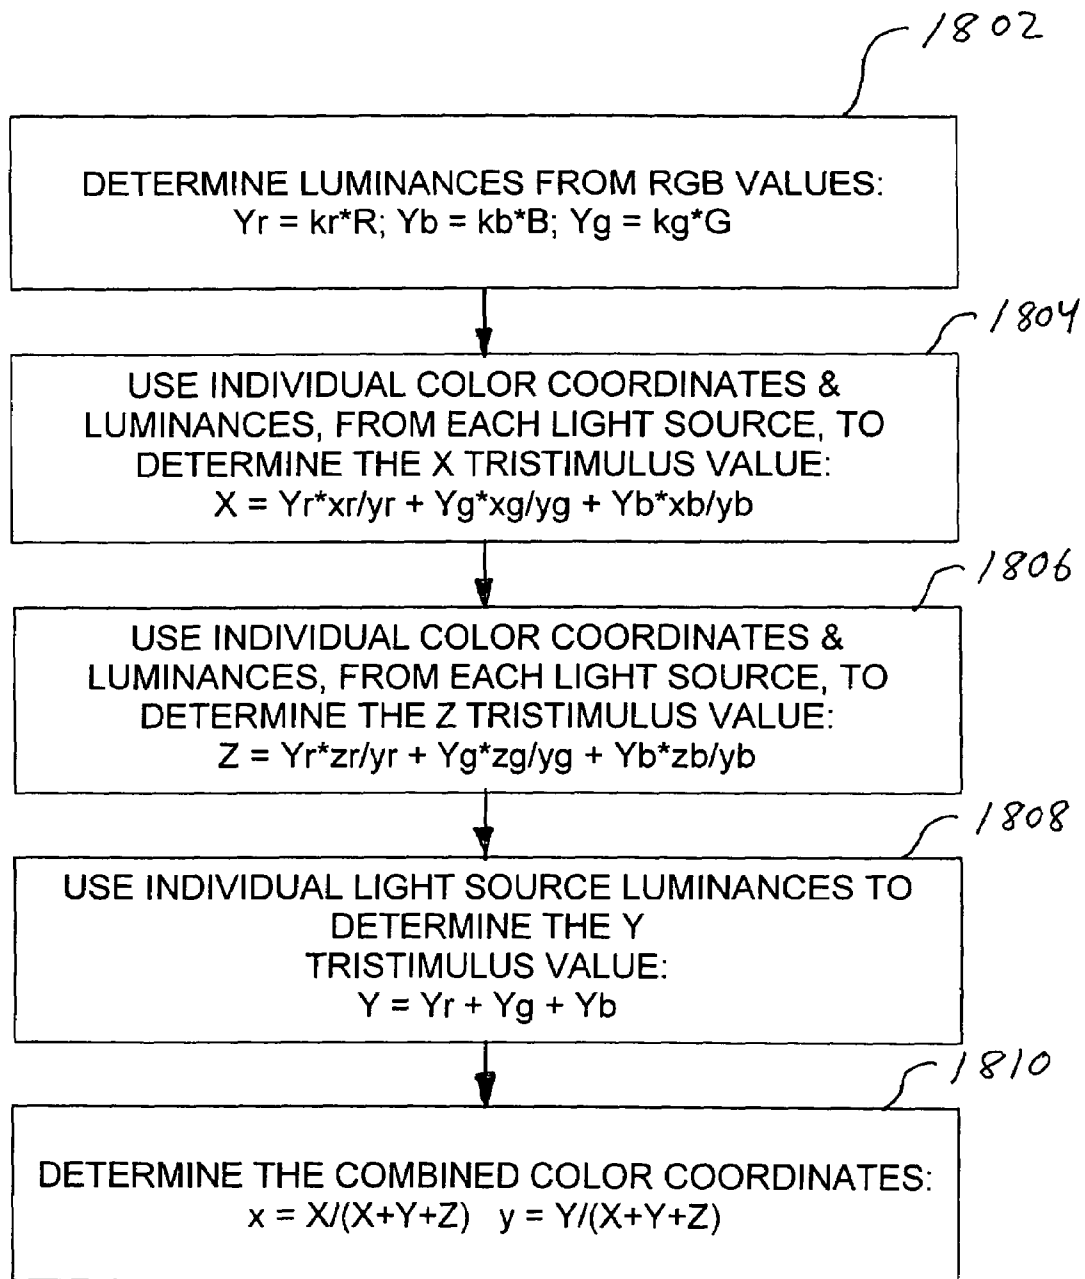 1802
DETERMINE LUMINANCES FROM RGB VALUES:
Yr = kr*R; Yb = kb*B; Yg = kg*G
1804
USE INDIVIDUAL COLOR COORDINATES &
LUMINANCES, FROM EACH LIGHT SOURCE, TO
DETERMINE THE X TRISTIMULUS VALUE:
X = Yr*xr/yr + Yg*xg/yg + Yb*xb/yb
1806
USE INDIVIDUAL COLOR COORDINATES &
LUMINANCES, FROM EACH LIGHT SOURCE, TO
DETERMINE THE Z TRISTIMULUS VALUE:
Z = Yr*zr/yr + Yg*zg/yg + Yb*zb/yb
1808
USE INDIVIDUAL LIGHT SOURCE LUMINANCES TO
DETERMINE THE Y
TRISTIMULUS VALUE:
Y = Yr + Yg + Yb
1810
DETERMINE THE COMBINED COLOR COORDINATES:
x = X/(X+Y+Z) y = Y/(X+Y+Z)